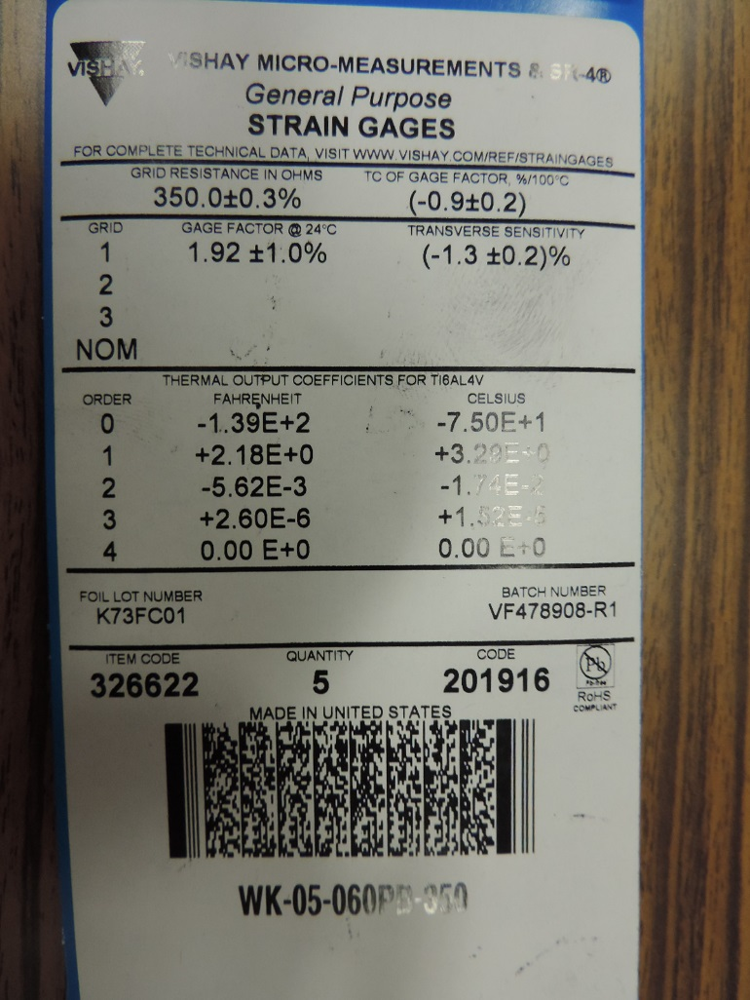 VISHAY
VISHAY MICRO-MEASUREMENTS & SR-4®
General Purpose
STRAIN GAGES
FOR COMPLETE TECHNICAL DATA, VISIT WWW.VISHAY.COM/REF/STRAINGAGES
GRID RESISTANCE IN OHMS TC OF GAGE FACTOR, %/100°C
350.0±0.3% (-0.9±0.2)
GRID GAGE FACTOR @ 24°C TRANSVERSE SENSITIVITY
1 1.92 ±1.0% (-1.3 ±0.2)%
2
3
NOM
THERMAL OUTPUT COEFFICIENTS FOR TI6AL4V
ORDER FAHRENHEIT CELSIUS
0 -1.39E+2 -7.50E+1
1 +2.18E+0 +3.29E+0
2 -5.62E-3 -1.74E-2
3 +2.60E-6 +1.52E-5
4 0.00 E+0 0.00 E+0
FOIL LOT NUMBER BATCH NUMBER
K73FC01 VF478908-R1
ITEM CODE QUANTITY CODE
326622 5 201916
Pb
Pb-free
RoHS
COMPLIANT
MADE IN UNITED STATES
WK-05-060PB-350